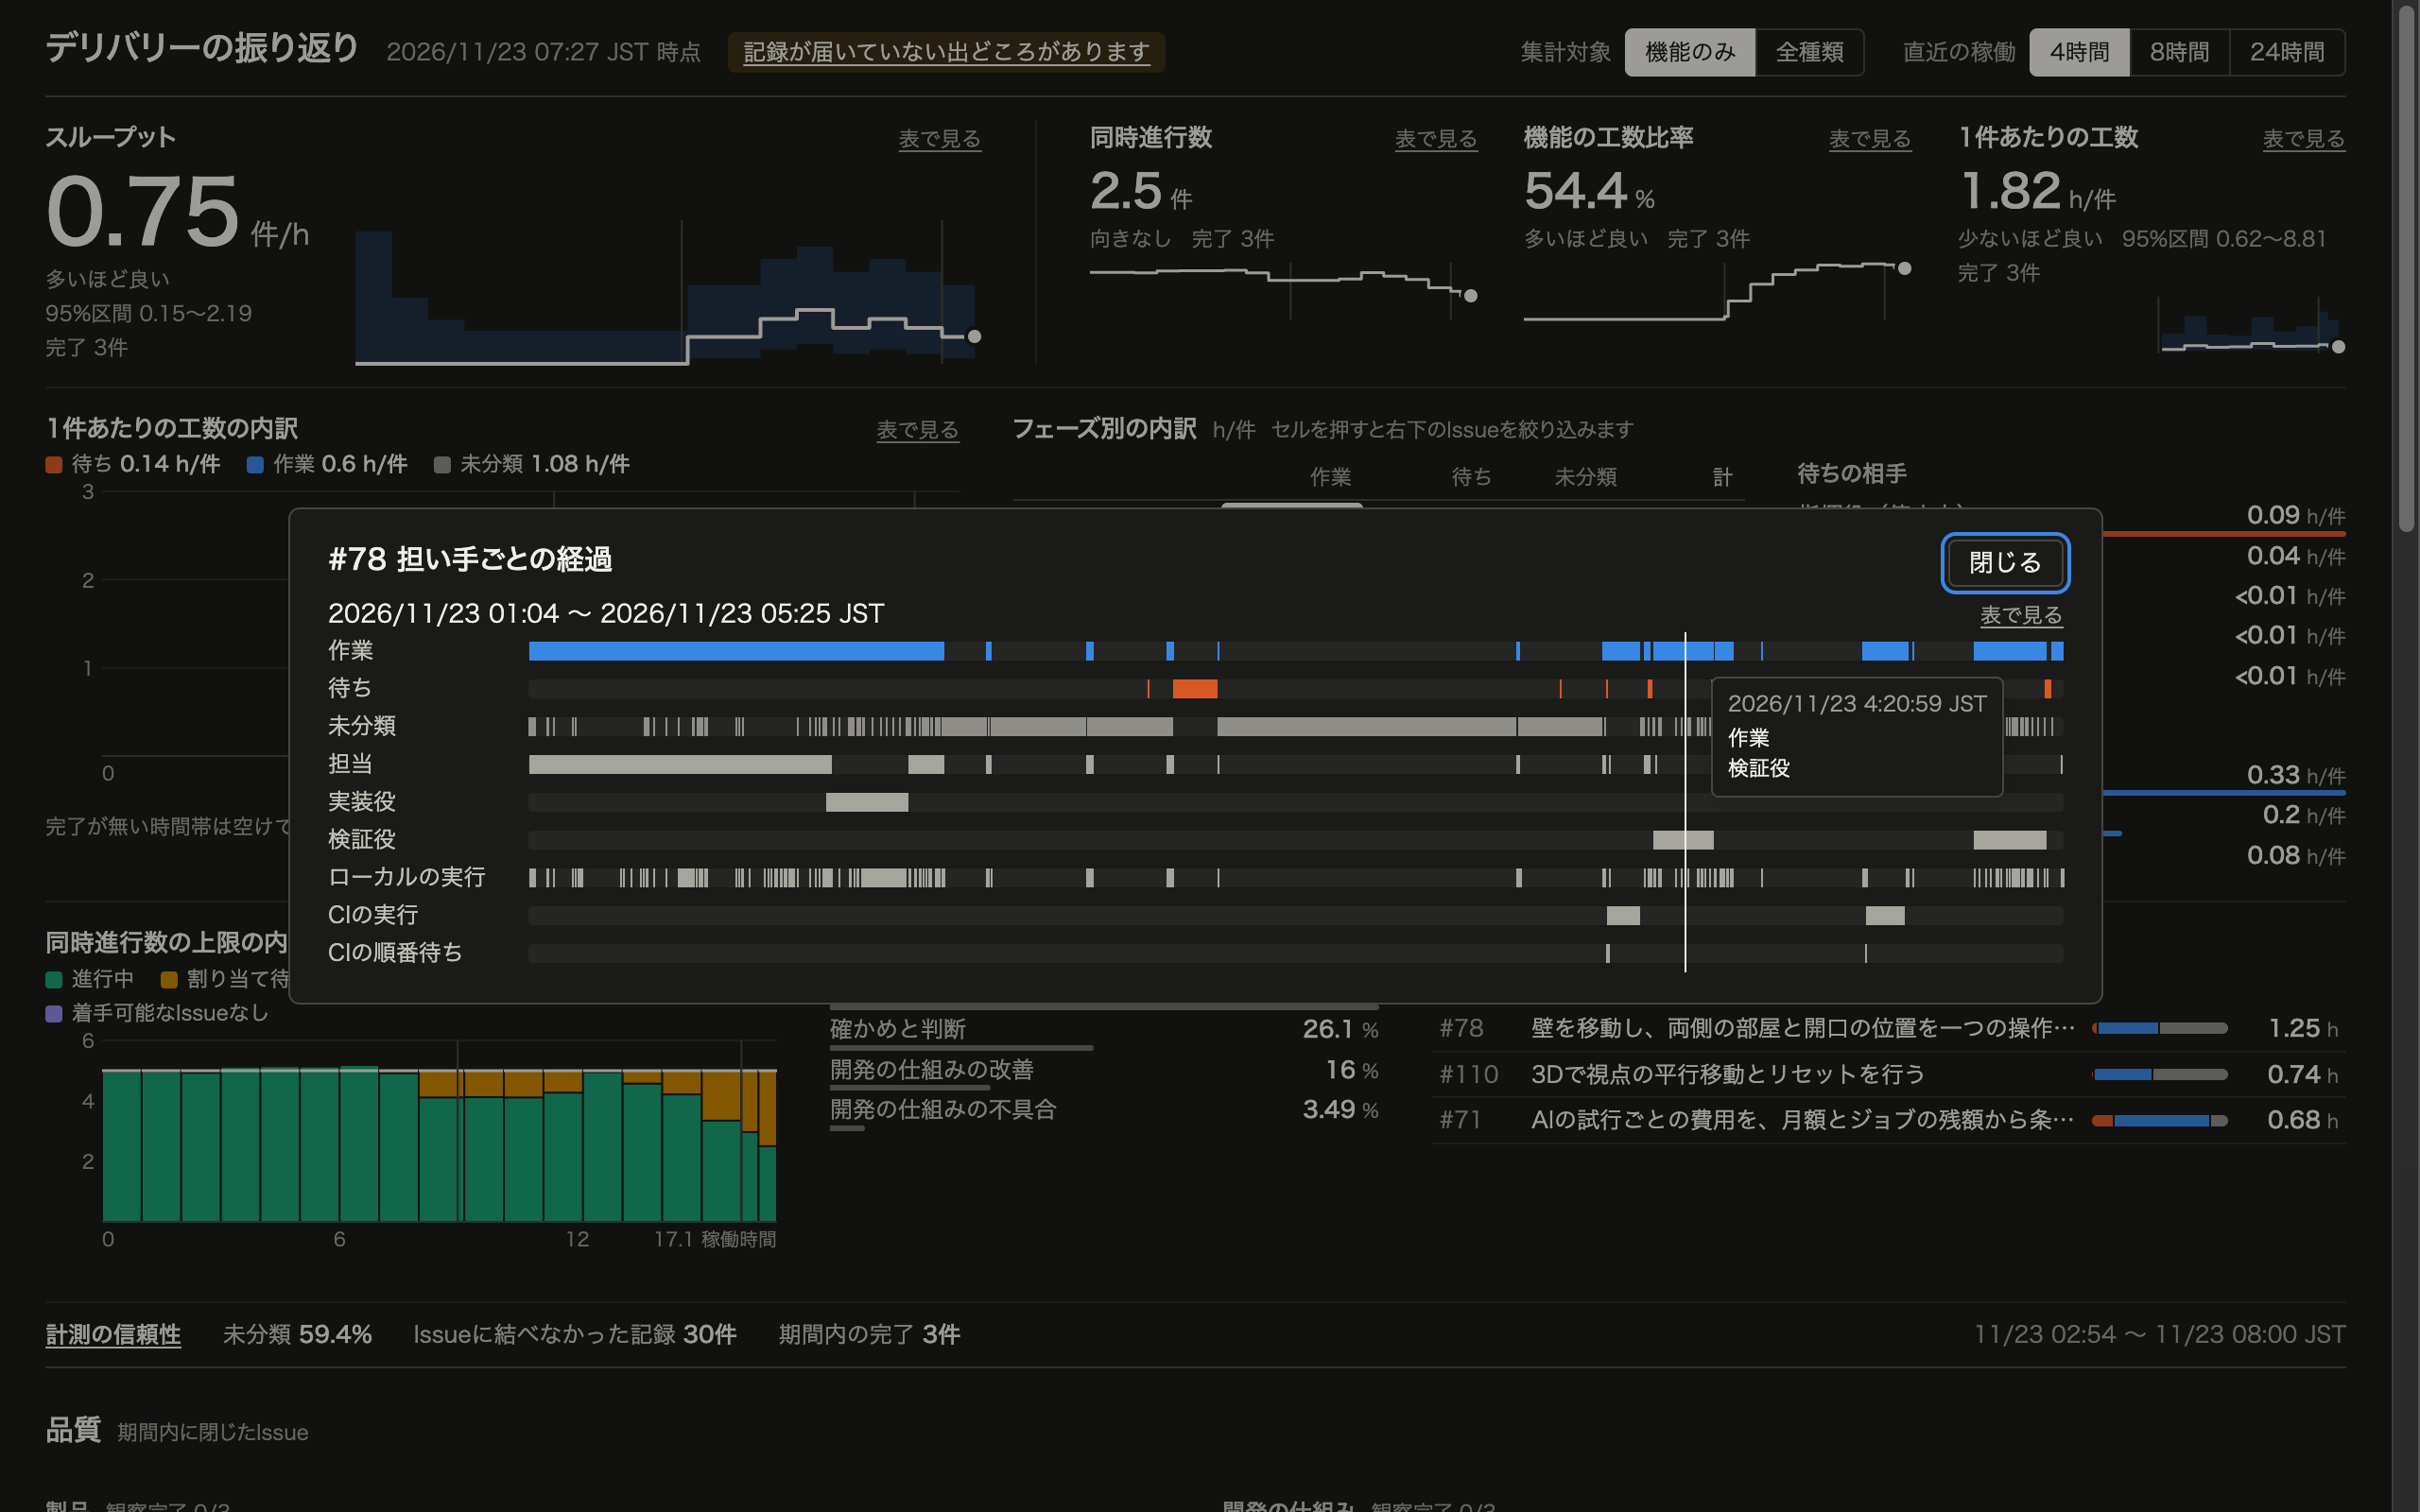 デリバリーの振り返り 2026/11/23 07:27 JST 時点 記録が届いていない出どころがあります 集計対象 機能のみ 全種類 直近の稼働 4時間 8時間 24時間
スループット 表で見る
0.75 件/h
多いほど良い
95%区間 0.15〜2.19
完了 3件
同時進行数 表で見る
2.5 件
向きなし 完了 3件
機能の工数比率 表で見る
54.4 %
多いほど良い 完了 3件
1件あたりの工数 表で見る
1.82 h/件
少ないほど良い 95%区間 0.62〜8.81
完了 3件
1件あたりの工数の内訳 表で見る
待ち 0.14 h/件 作業 0.6 h/件 未分類 1.08 h/件
3
2
1
0
完了が無い時間帯は空けて
フェーズ別の内訳 h/件 セルを押すと右下のIssueを絞り込みます
作業 待ち 未分類 計
待ちの相手
0.09 h/件
0.04 h/件
<0.01 h/件
<0.01 h/件
<0.01 h/件
0.33 h/件
0.2 h/件
0.08 h/件
#78 担い手ごとの経過 閉じる
2026/11/23 01:04 〜 2026/11/23 05:25 JST 表で見る
作業
待ち
未分類
担当
実装役
検証役
ローカルの実行
CIの実行
CIの順番待ち
2026/11/23 4:20:59 JST
作業
検証役
同時進行数の上限の内
進行中 割り当て待
着手可能なIssueなし
6
4
2
0 6 12 17.1 稼働時間
確かめと判断 26.1 %
開発の仕組みの改善 16 %
開発の仕組みの不具合 3.49 %
#78 壁を移動し、両側の部屋と開口の位置を一つの操作… 1.25 h
#110 3Dで視点の平行移動とリセットを行う 0.74 h
#71 AIの試行ごとの費用を、月額とジョブの残額から条… 0.68 h
計測の信頼性 未分類 59.4% Issueに結べなかった記録 30件 期間内の完了 3件 11/23 02:54 〜 11/23 08:00 JST
品質 期間内に閉じたIssue
製品 観察完了 0/3
開発の仕組み 観察完了 0/3